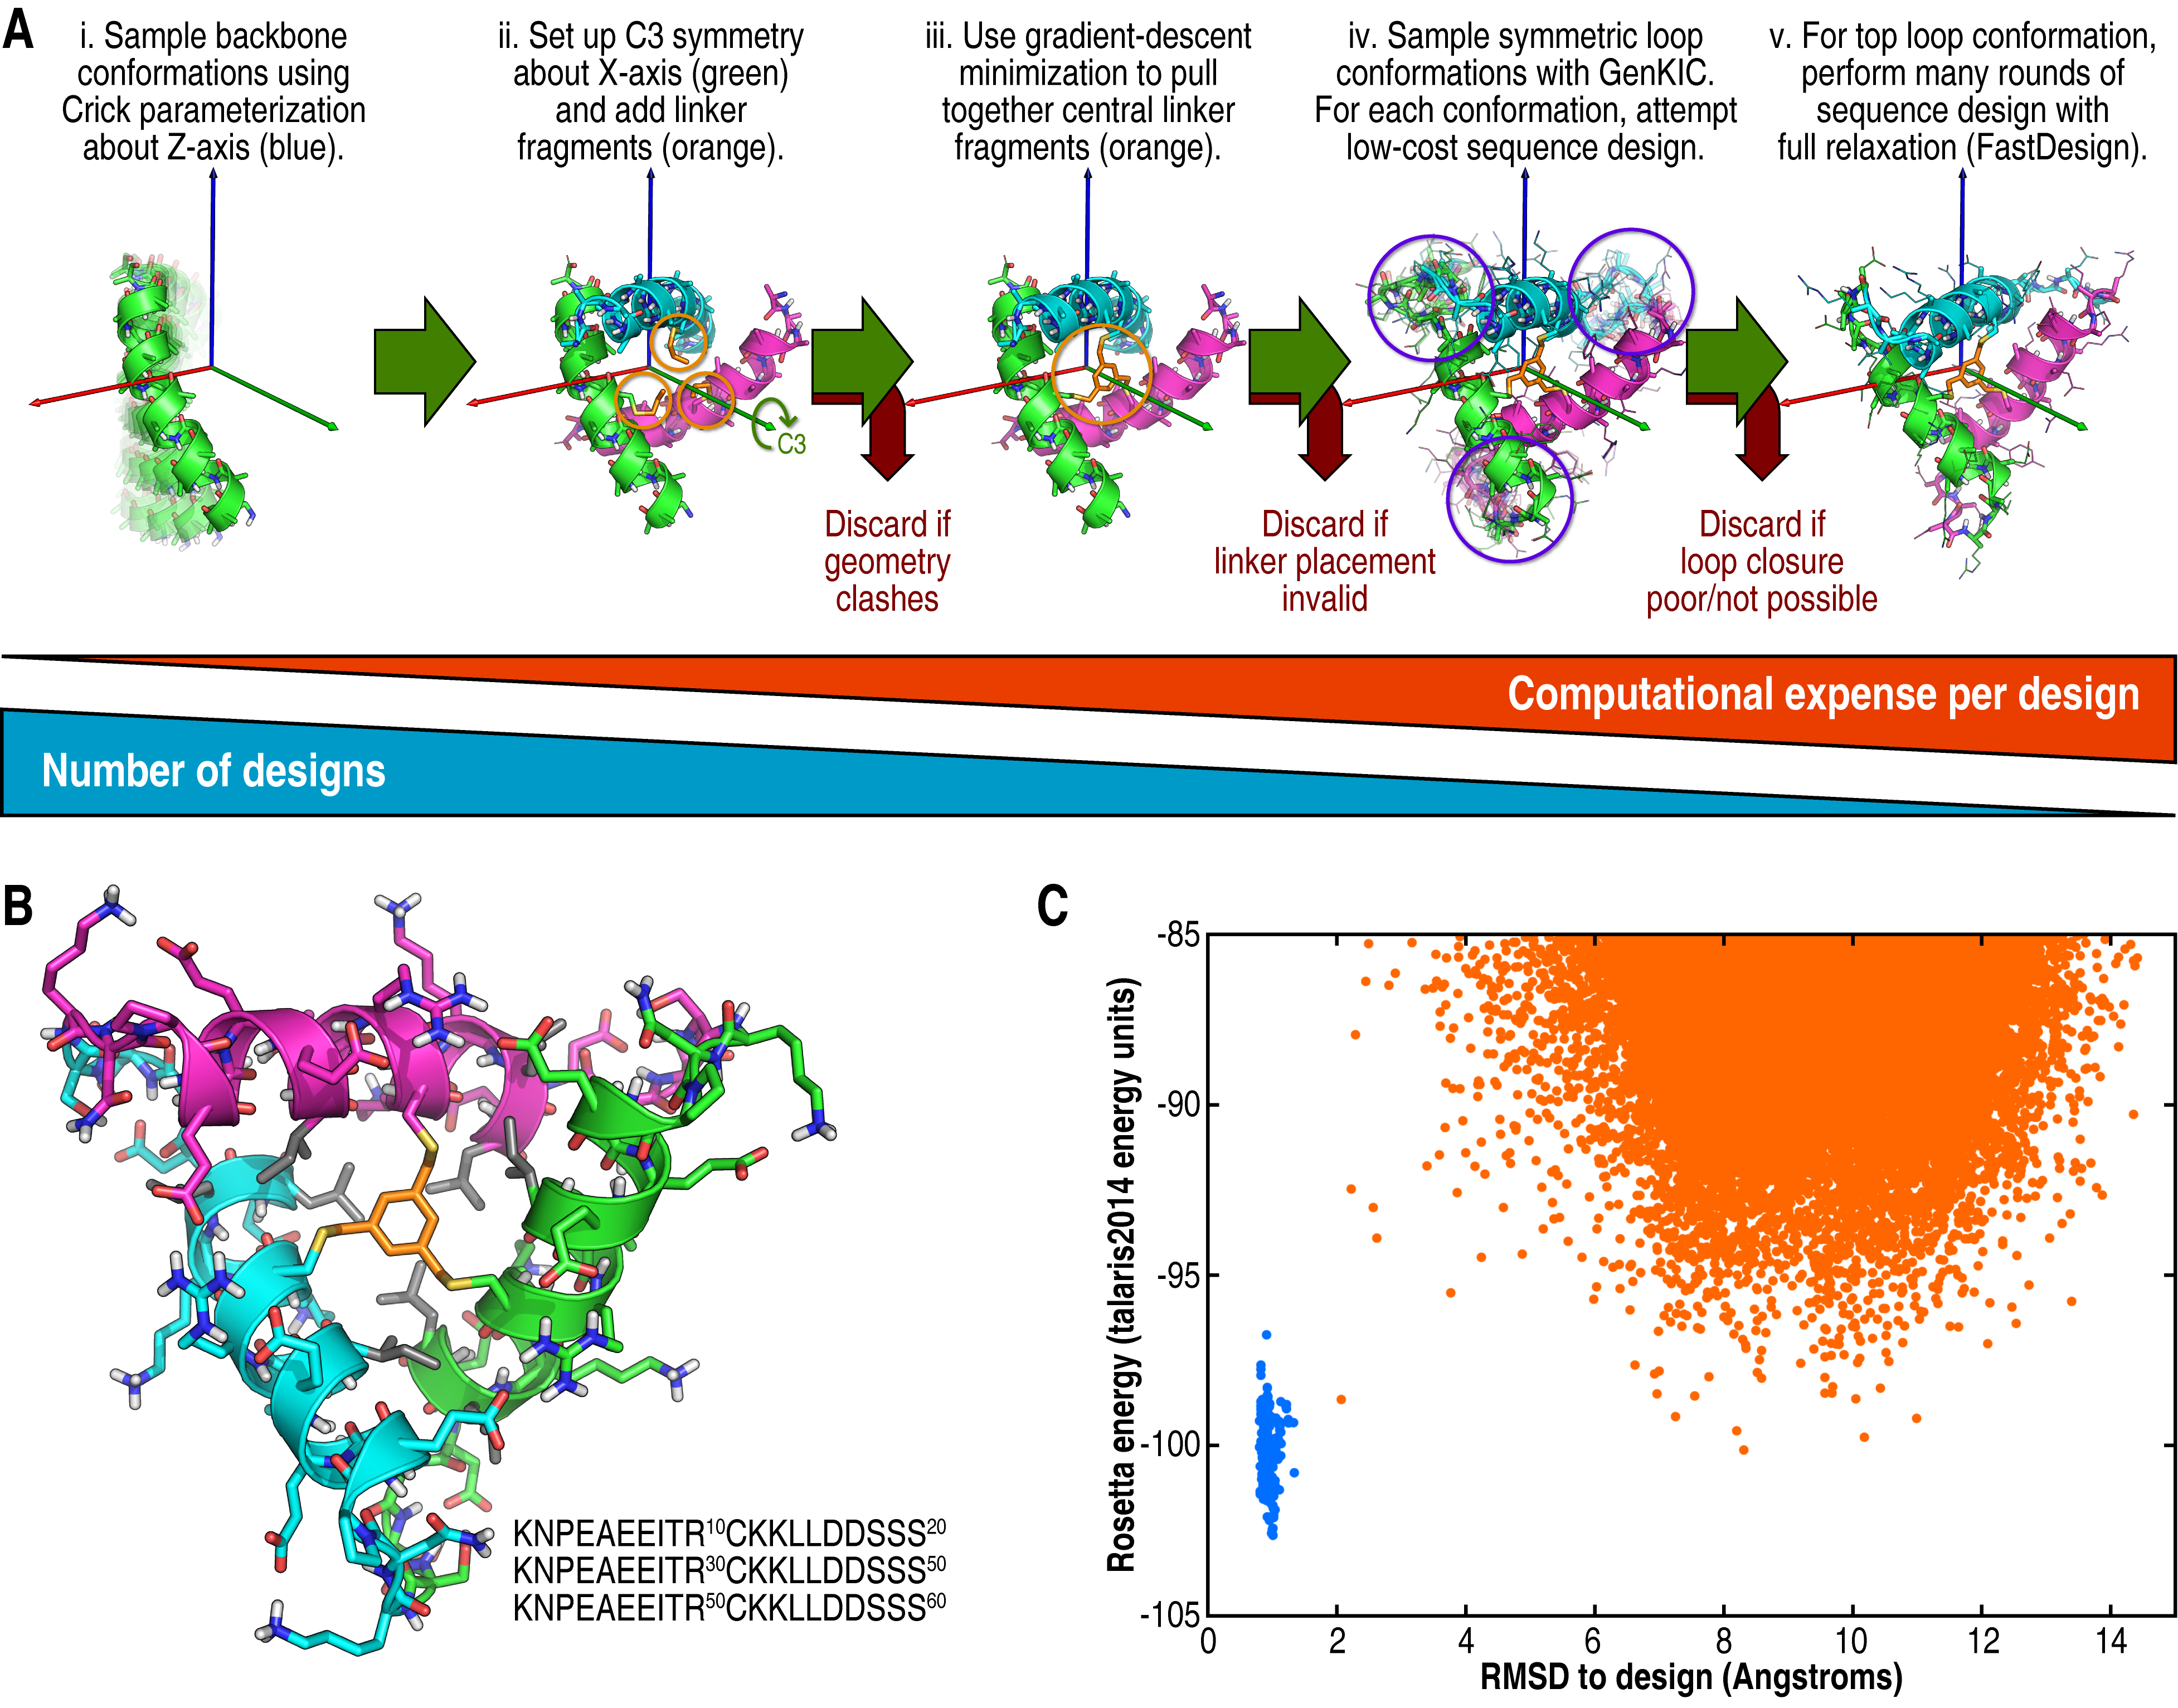 A
i. Sample backbone
conformations using
Crick parameterization
about Z-axis (blue).
ii. Set up C3 symmetry
about X-axis (green)
and add linker
fragments (orange).
iii. Use gradient-descent
minimization to pull
together central linker
fragments (orange).
iv. Sample symmetric loop
conformations with GenKIC.
For each conformation, attempt
low-cost sequence design.
v. For top loop conformation,
perform many rounds of
sequence design with
full relaxation (FastDesign).
C3
Discard if
geometry
clashes
Discard if
linker placement
invalid
Discard if
loop closure
poor/not possible
Computational expense per design
Number of designs
B
KNPEAEEITR¹⁰CKKLLDDSSS²⁰
KNPEAEEITR³⁰CKKLLDDSSS⁵⁰
KNPEAEEITR⁵⁰CKKLLDDSSS⁶⁰
C
Rosetta energy (talaris2014 energy units)
-85
-90
-95
-100
-105
0 2 4 6 8 10 12 14
RMSD to design (Angstroms)